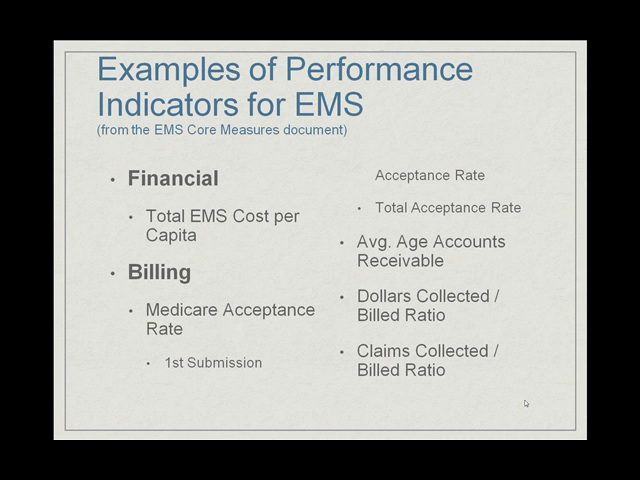 Examples of Performance
Indicators for EMS
(from the EMS Core Measures document)
• Financial
• Total EMS Cost per
Capita
• Billing
• Medicare Acceptance
Rate
• 1st Submission
Acceptance Rate
• Total Acceptance Rate
• Avg. Age Accounts
Receivable
• Dollars Collected /
Billed Ratio
• Claims Collected /
Billed Ratio